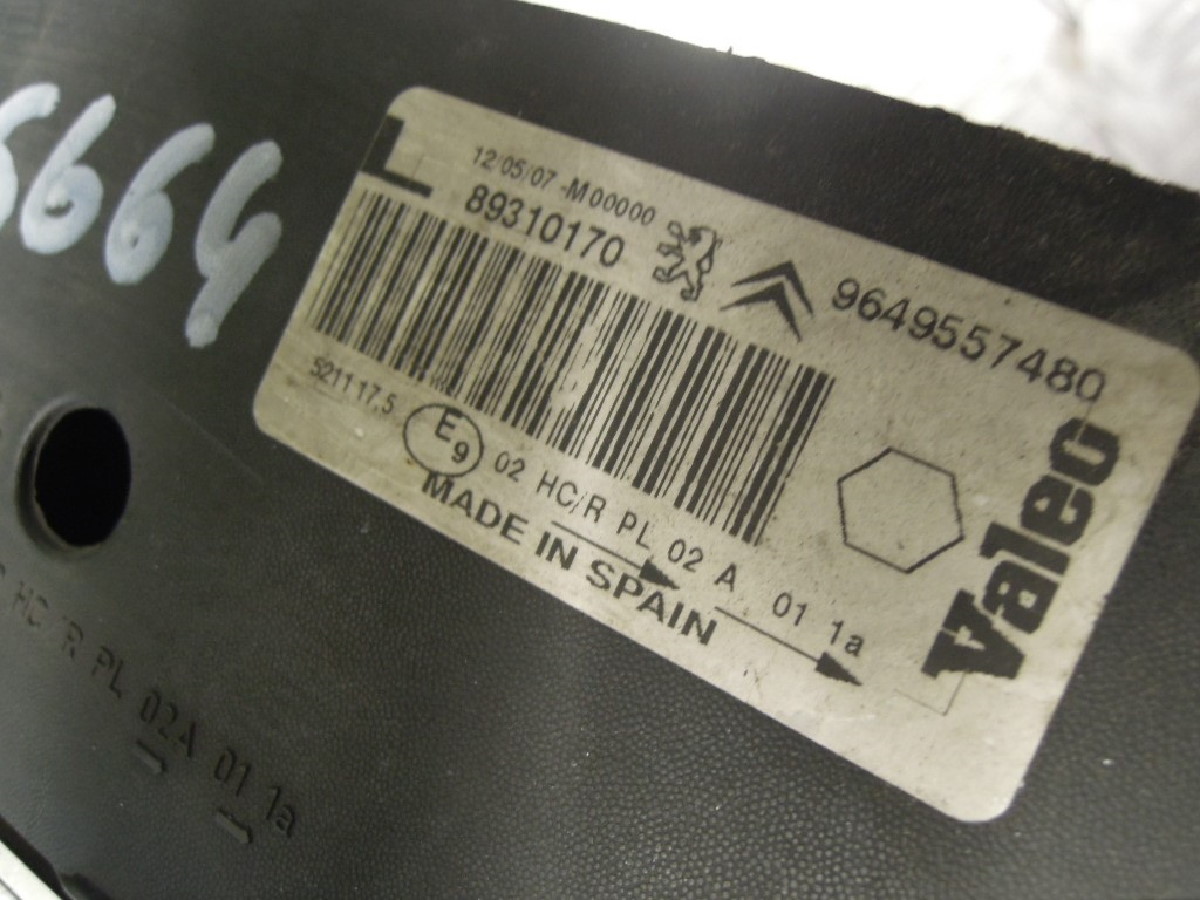 5664
L
12/05/07 -M00000
89310170
9649557480
5211 17.5
E9 02 HC/R PL 02 A 01 1a
MADE IN SPAIN
Valeo
HC R PL 02A 01 1a